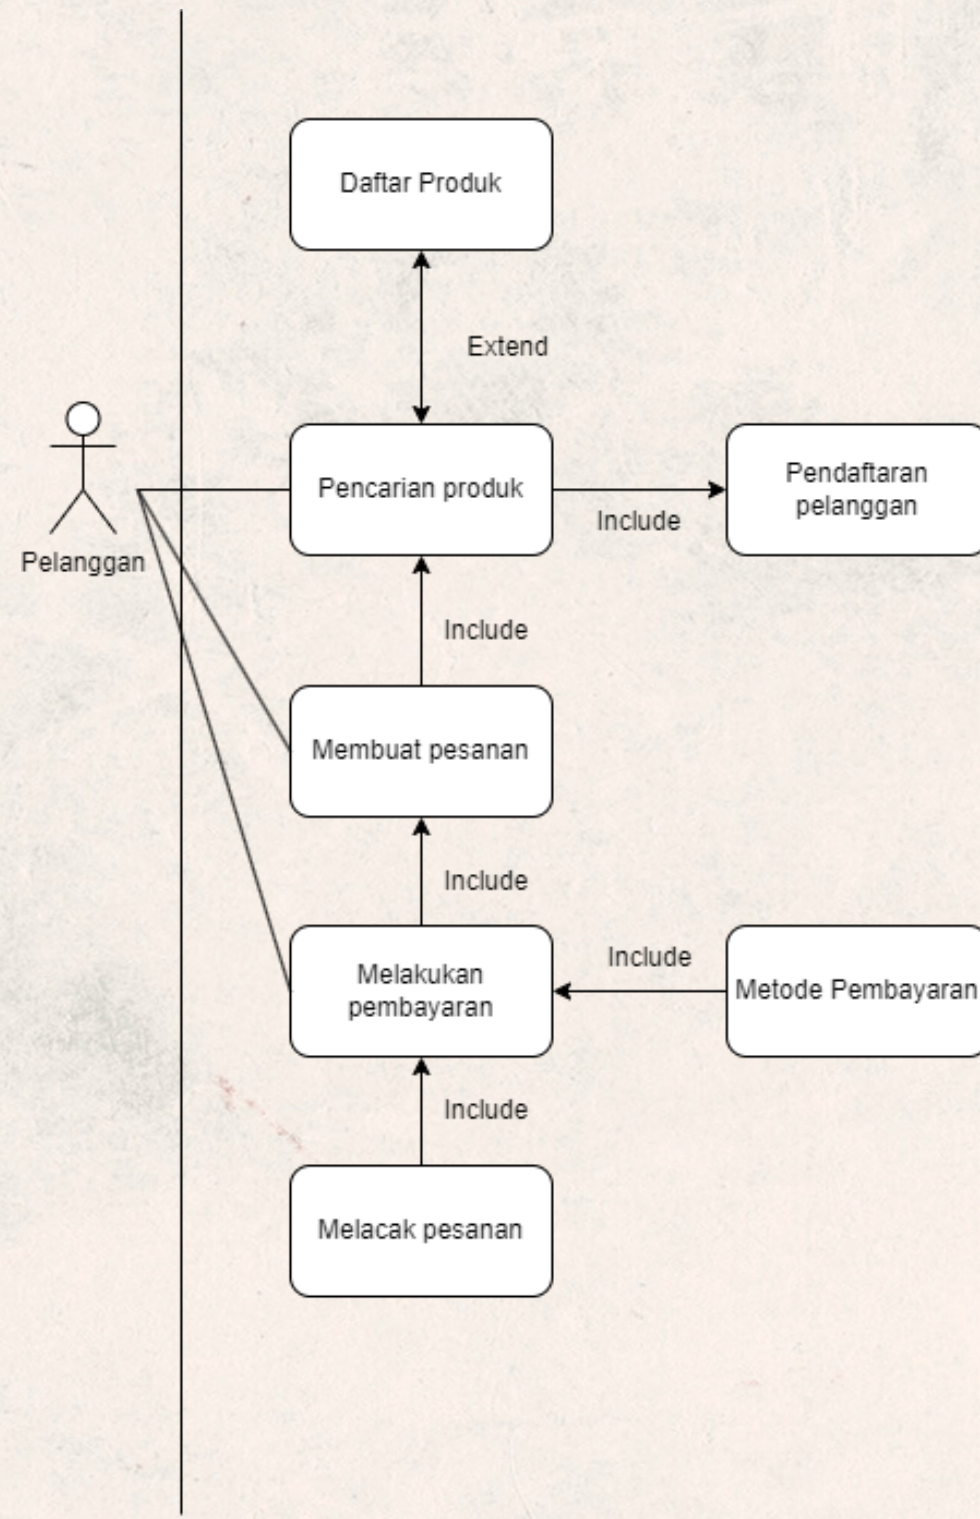 Daftar Produk
Extend
Pelanggan
Pencarian produk
Include
Pendaftaran
pelanggan
Include
Membuat pesanan
Include
Melakukan
pembayaran
Include
Metode Pembayaran
Include
Melacak pesanan